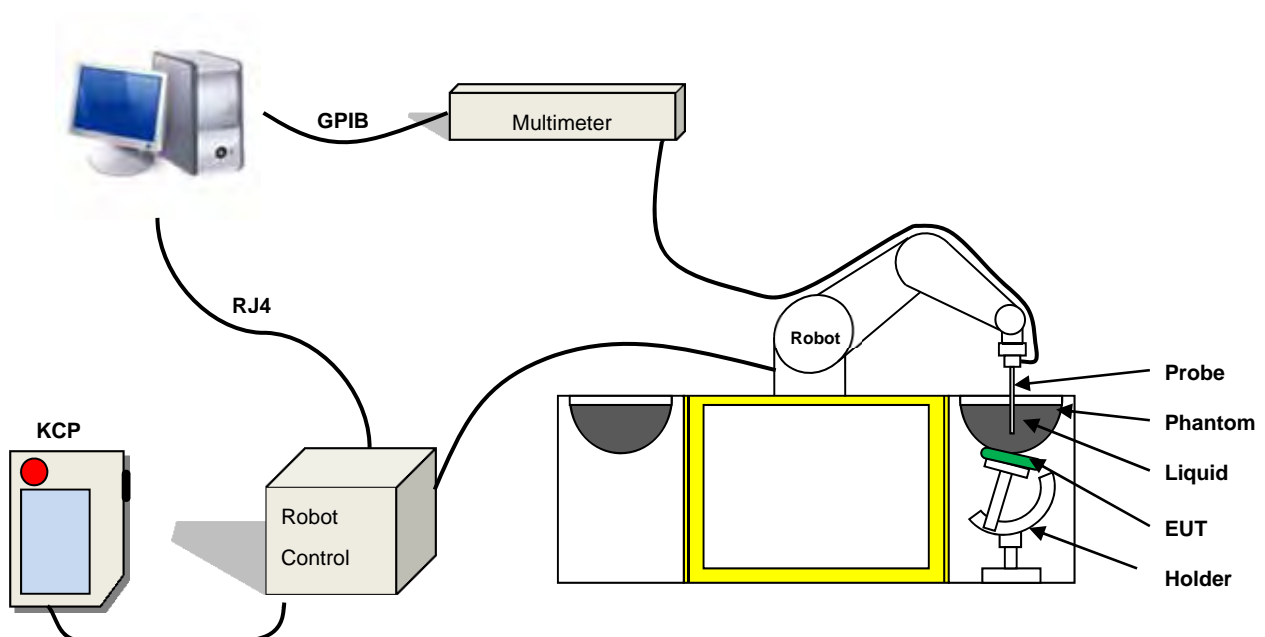 GPIB
Multimeter
RJ4
Robot
Probe
Phantom
KCP
Liquid
Robot
Control
EUT
Holder